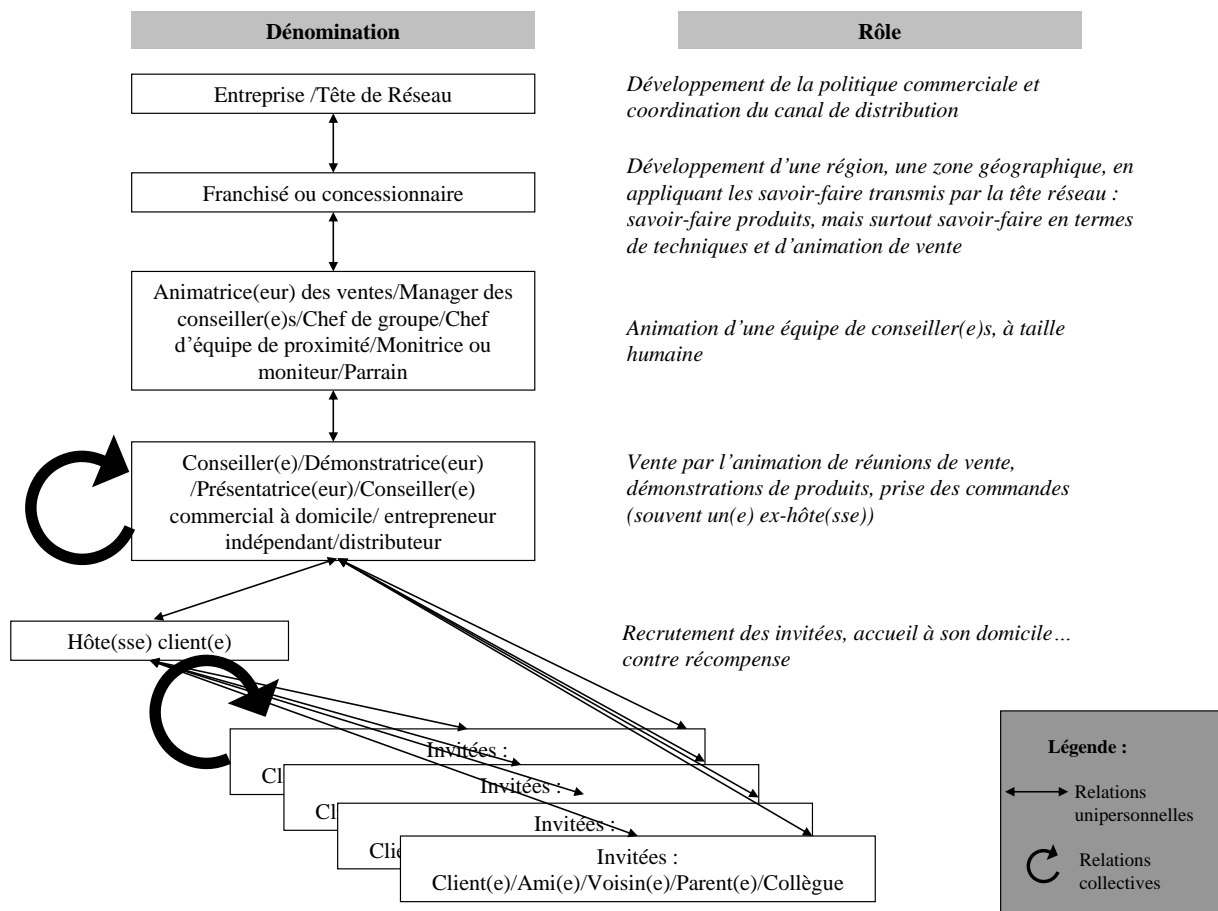 Dénomination
Rôle
Entreprise /Tête de Réseau
Développement de la politique commerciale et
coordination du canal de distribution
Franchisé ou concessionnaire
Développement d’une région, une zone géographique, en
appliquant les savoir-faire transmis par la tête réseau :
savoir-faire produits, mais surtout savoir-faire en termes
de techniques et d’animation de vente
Animatrice(eur) des ventes/Manager des
conseiller(e)s/Chef de groupe/Chef
d’équipe de proximité/Monitrice ou
moniteur/Parrain
Animation d’une équipe de conseiller(e)s, à taille
humaine
Conseiller(e)/Démonstratrice(eur)
/Présentatrice(eur)/Conseiller(e)
commercial à domicile/ entrepreneur
indépendant/distributeur
Vente par l’animation de réunions de vente,
démonstrations de produits, prise des commandes
(souvent un(e) ex-hôte(sse))
Hôte(sse) client(e)
Recrutement des invitées, accueil à son domicile…
contre récompense
Invitées :
Cl
Invitées :
Cl
Invitées :
Clie
Invitées :
Client(e)/Ami(e)/Voisin(e)/Parent(e)/Collègue
Légende :
Relations
unipersonnelles
Relations
collectives